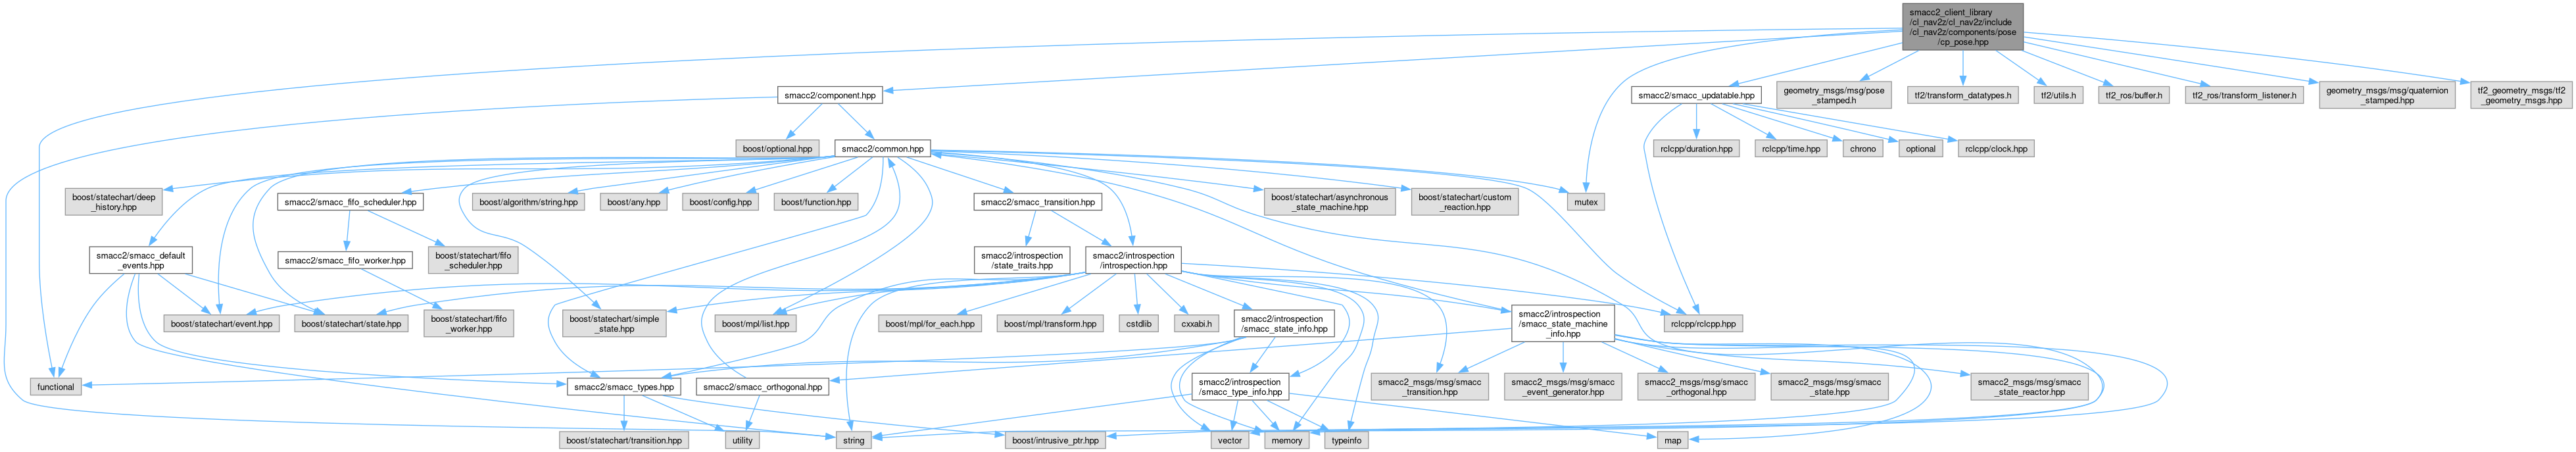 smacc2_client_library
/cl_nav2z/cl_nav2z/include
/cl_nav2z/components/pose
/cp_pose.hpp
smacc2/component.hpp
smacc2/smacc_updatable.hpp
geometry_msgs/msg/pose
_stamped.h
tf2/transform_datatypes.h
tf2/utils.h
tf2_ros/buffer.h
tf2_ros/transform_listener.h
geometry_msgs/msg/quaternion
_stamped.hpp
tf2_geometry_msgs/tf2
_geometry_msgs.hpp
boost/optional.hpp
smacc2/common.hpp
rclcpp/duration.hpp
rclcpp/time.hpp
chrono
optional
rclcpp/clock.hpp
boost/statechart/deep
_history.hpp
smacc2/smacc_fifo_scheduler.hpp
boost/algorithm/string.hpp
boost/any.hpp
boost/config.hpp
boost/function.hpp
smacc2/smacc_transition.hpp
boost/statechart/asynchronous
_state_machine.hpp
boost/statechart/custom
_reaction.hpp
mutex
smacc2/smacc_default
_events.hpp
smacc2/smacc_fifo_worker.hpp
boost/statechart/fifo
_scheduler.hpp
smacc2/introspection
/state_traits.hpp
smacc2/introspection
/introspection.hpp
boost/statechart/event.hpp
boost/statechart/state.hpp
boost/statechart/fifo
_worker.hpp
boost/statechart/simple
_state.hpp
boost/mpl/list.hpp
boost/mpl/for_each.hpp
boost/mpl/transform.hpp
cstdlib
cxxabi.h
smacc2/introspection
/smacc_state_info.hpp
smacc2/introspection
/smacc_state_machine
_info.hpp
rclcpp/rclcpp.hpp
functional
smacc2/smacc_types.hpp
smacc2/smacc_orthogonal.hpp
smacc2/introspection
/smacc_type_info.hpp
smacc2_msgs/msg/smacc
_transition.hpp
smacc2_msgs/msg/smacc
_event_generator.hpp
smacc2_msgs/msg/smacc
_orthogonal.hpp
smacc2_msgs/msg/smacc
_state.hpp
smacc2_msgs/msg/smacc
_state_reactor.hpp
boost/statechart/transition.hpp
utility
string
boost/intrusive_ptr.hpp
vector
memory
typeinfo
map